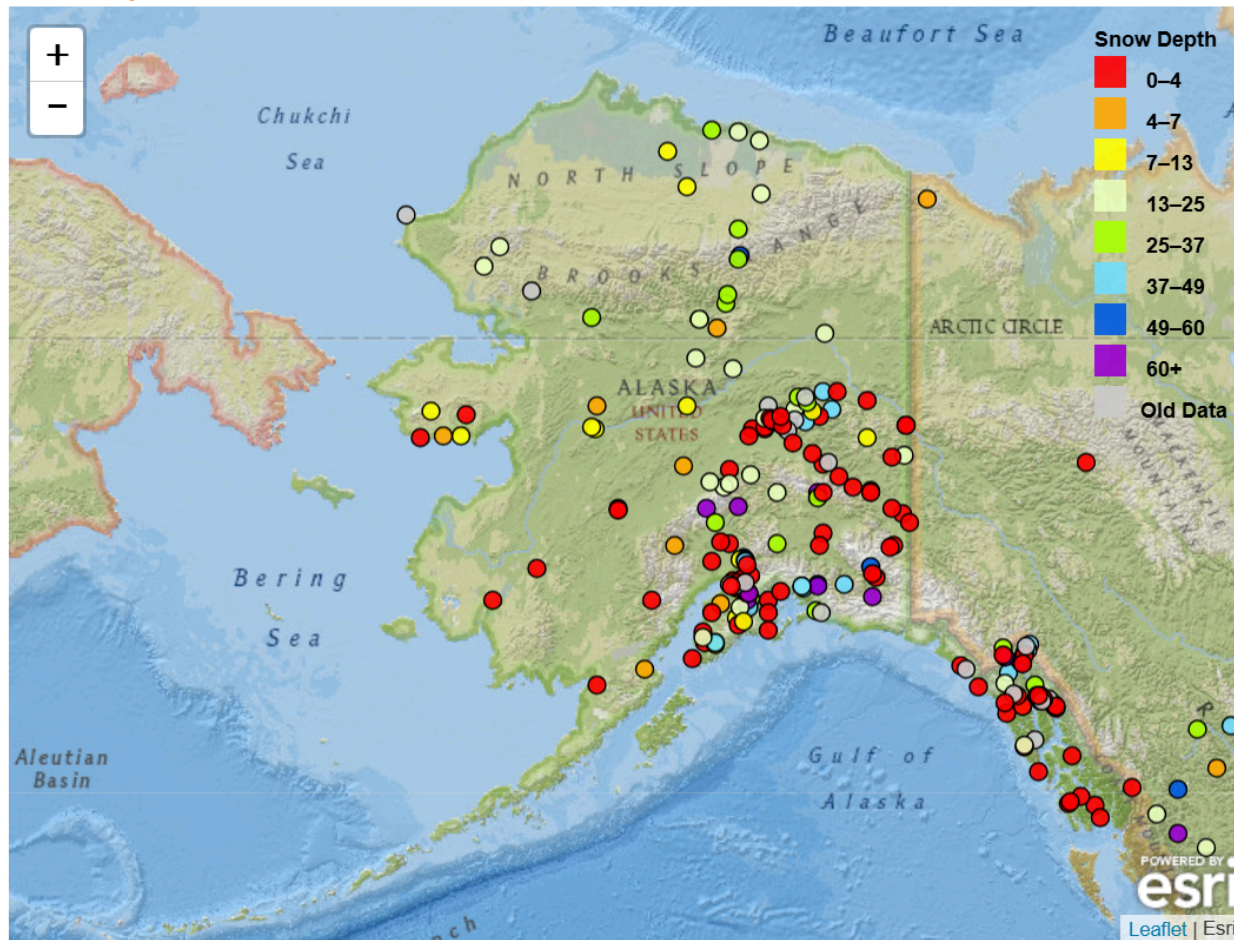 +
−
Beaufort Sea
Chukchi
Sea
NORTH SLOPE
BROOKS RANGE
ARCTIC CIRCLE
ALASKA
UNITED
STATES
MACKENZIE
MOUNTAINS
Bering
Sea
Aleutian
Basin
Gulf of
Alaska
Snow Depth
0–4
4–7
7–13
13–25
25–37
37–49
49–60
60+
Old Data
POWERED BY
esri
Leaflet | Esri